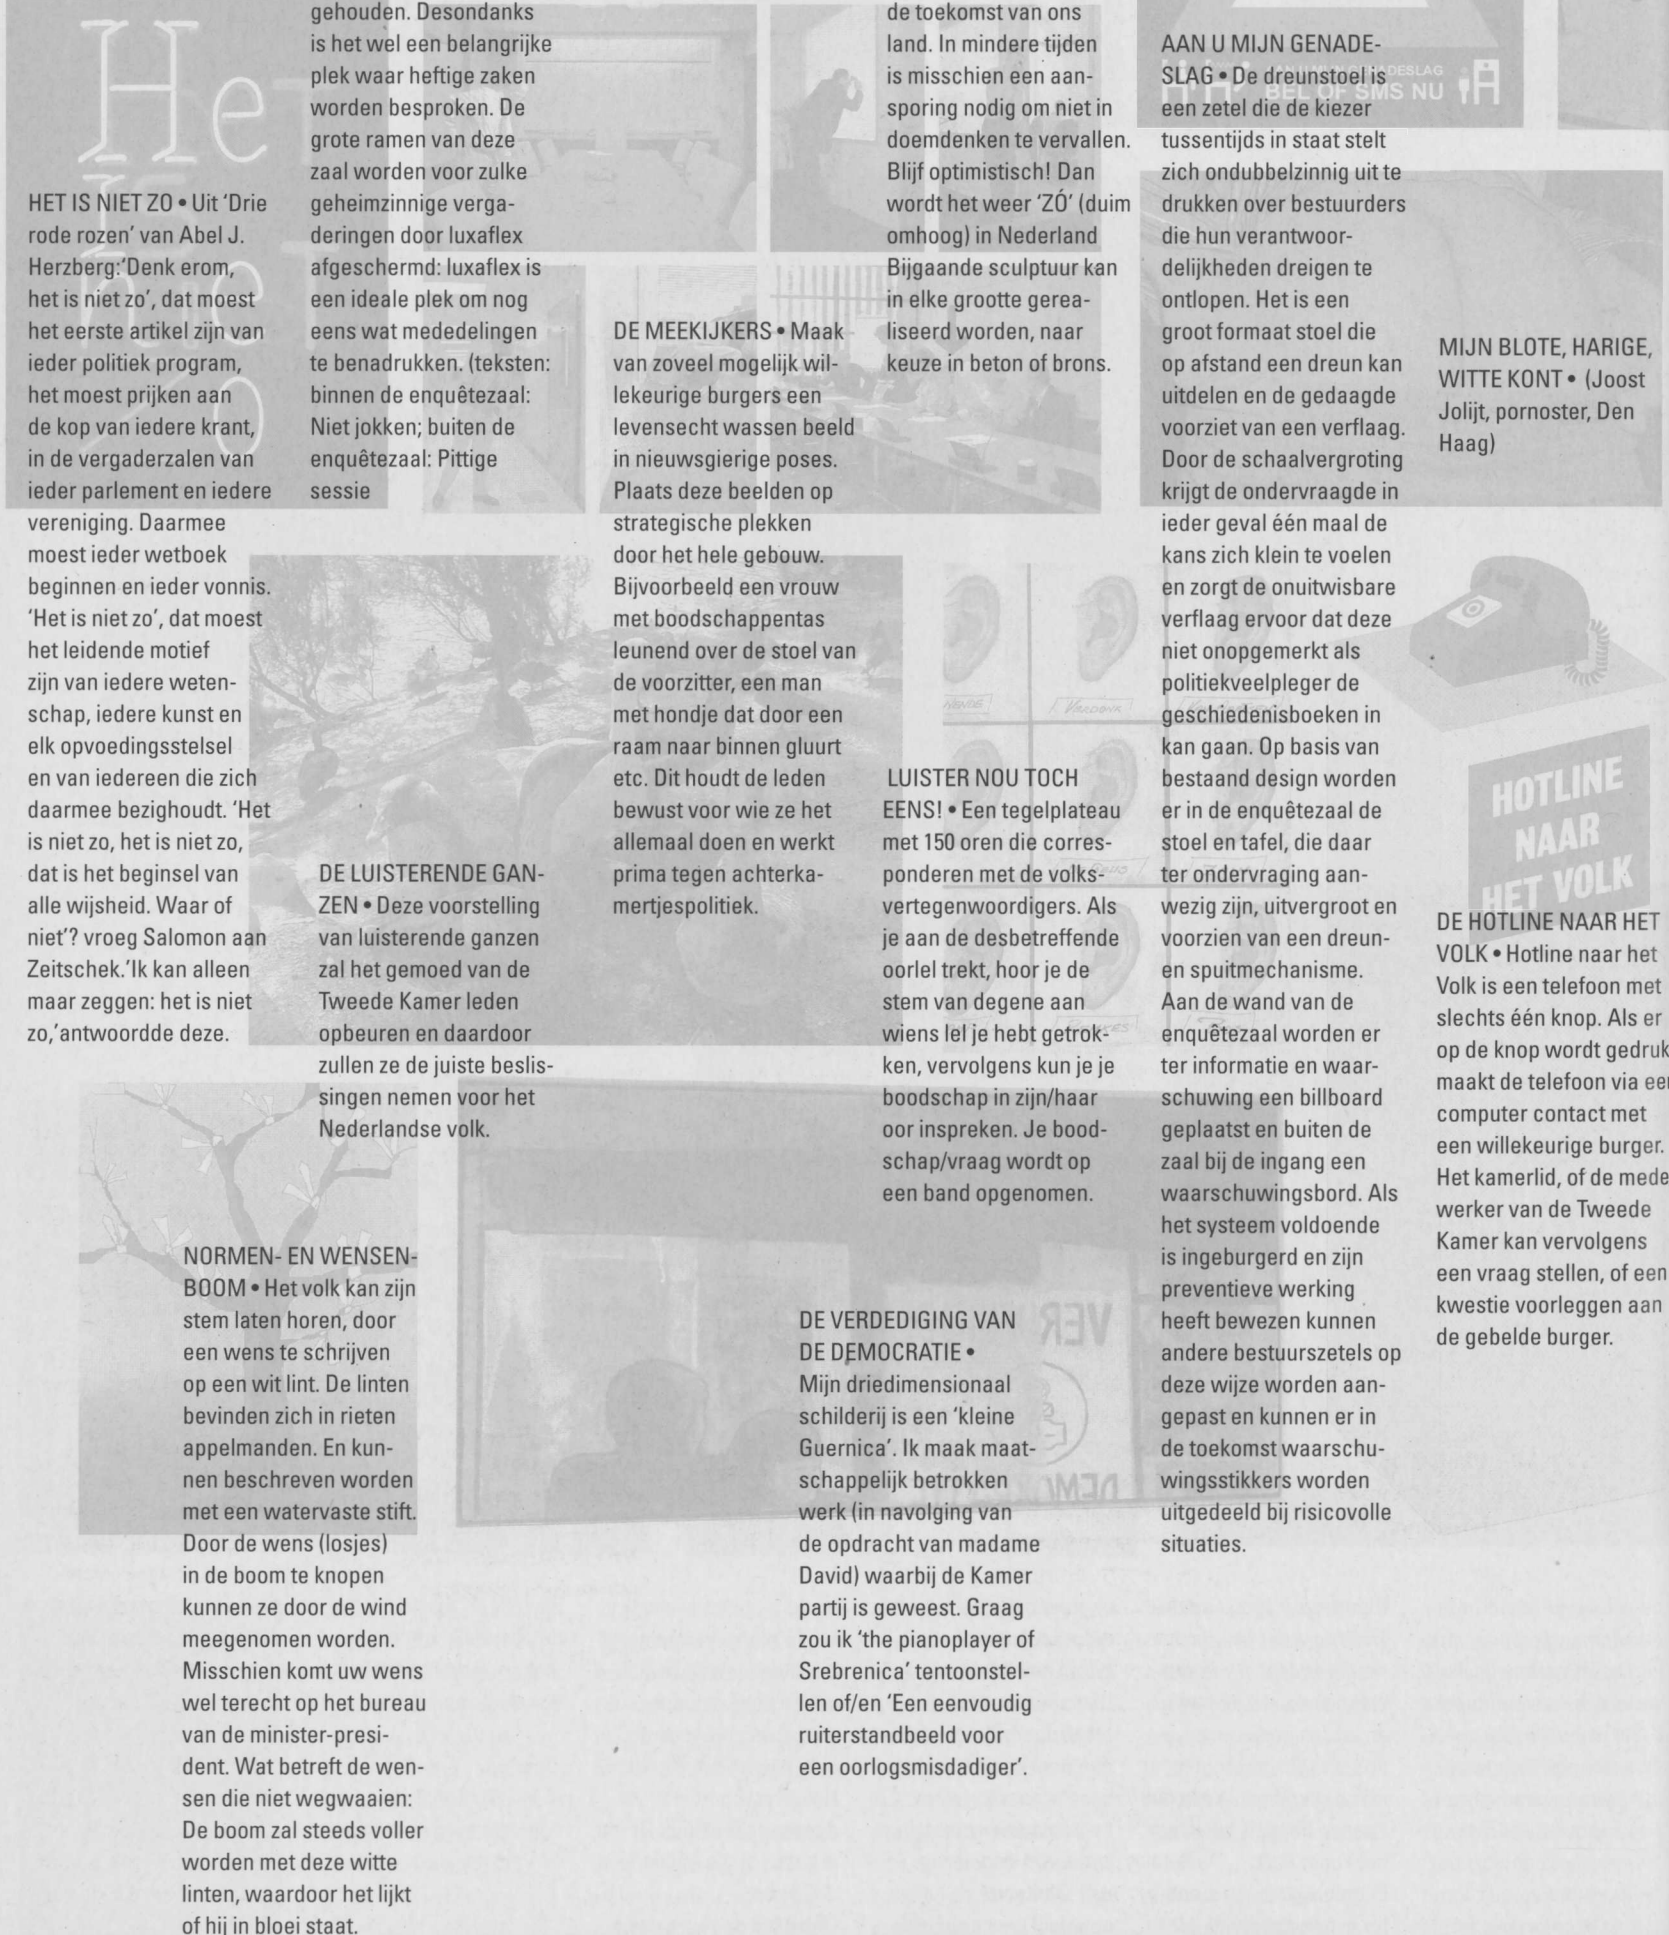 HET IS NIET ZO • Uit ‘Drie
rode rozen’ van Abel J.
Herzberg:’Denk erom,
het is niet zo’, dat moest
het eerste artikel zijn van
ieder politiek program,
het moest prijken aan
de kop van iedere krant,
in de vergaderzalen van
ieder parlement en iedere
vereniging. Daarmee
moest ieder wetboek
beginnen en ieder vonnis.
‘Het is niet zo’, dat moest
het leidende motief
zijn van iedere weten-
schap, iedere kunst en
elk opvoedingsstelsel
en van iedereen die zich
daarmee bezighoudt. ‘Het
is niet zo, het is niet zo,
dat is het beginsel van
alle wijsheid. Waar of
niet’? vroeg Salomon aan
Zeitschek.’Ik kan alleen
maar zeggen: het is niet
zo,’antwoordde deze.
gehouden. Desondanks
is het wel een belangrijke
plek waar heftige zaken
worden besproken. De
grote ramen van deze
zaal worden voor zulke
geheimzinnige verga-
deringen door luxaflex
afgeschermd: luxaflex is
een ideale plek om nog
eens wat mededelingen
te benadrukken. (teksten:
binnen de enquêtezaal:
Niet jokken; buiten de
enquêtezaal: Pittige
sessie
DE LUISTERENDE GAN-
ZEN • Deze voorstelling
van luisterende ganzen
zal het gemoed van de
Tweede Kamer leden
opbeuren en daardoor
zullen ze de juiste beslis-
singen nemen voor het
Nederlandse volk.
NORMEN- EN WENSEN-
BOOM • Het volk kan zijn
stem laten horen, door
een wens te schrijven
op een wit lint. De linten
bevinden zich in rieten
appelmanden. En kun-
nen beschreven worden
met een watervaste stift.
Door de wens (losjes)
in de boom te knopen
kunnen ze door de wind
meegenomen worden.
Misschien komt uw wens
wel terecht op het bureau
van de minister-presi-
dent. Wat betreft de wen-
sen die niet wegwaaien:
De boom zal steeds voller
worden met deze witte
linten, waardoor het lijkt
of hij in bloei staat.
DE MEEKIJKERS • Maak
van zoveel mogelijk wil-
lekeurige burgers een
levensecht wassen beeld
in nieuwsgierige poses.
Plaats deze beelden op
strategische plekken
door het hele gebouw.
Bijvoorbeeld een vrouw
met boodschappentas
leunend over de stoel van
de voorzitter, een man
met hondje dat door een
raam naar binnen gluurt
etc. Dit houdt de leden
bewust voor wie ze het
allemaal doen en werkt
prima tegen achterka-
mertjespolitiek.
de toekomst van ons
land. In mindere tijden
is misschien een aan-
sporing nodig om niet in
doemdenken te vervallen.
Blijf optimistisch! Dan
wordt het weer ‘ZÓ’ (duim
omhoog) in Nederland
Bijgaande sculptuur kan
in elke grootte gerea-
liseerd worden, naar
keuze in beton of brons.
LUISTER NOU TOCH
EENS! • Een tegelplateau
met 150 oren die corres-
ponderen met de volks-
vertegenwoordigers. Als
je aan de desbetreffende
oorlel trekt, hoor je de
stem van degene aan
wiens lel je hebt getrok-
ken, vervolgens kun je je
boodschap in zijn/haar
oor inspreken. Je bood-
schap/vraag wordt op
een band opgenomen.
DE VERDEDIGING VAN
DE DEMOCRATIE •
Mijn driedimensionaal
schilderij is een ‘kleine
Guernica’. Ik maak maat-
schappelijk betrokken
werk (in navolging van
de opdracht van madame
David) waarbij de Kamer
partij is geweest. Graag
zou ik ‘the pianoplayer of
Srebrenica’ tentoonstel-
len of/en ‘Een eenvoudig
ruiterstandbeeld voor
een oorlogsmisdadiger’.
AAN U MIJN GENADE-
SLAG • De dreunstoel is
een zetel die de kiezer
tussentijds in staat stelt
zich ondubbelzinnig uit te
drukken over bestuurders
die hun verantwoor-
delijkheden dreigen te
ontlopen. Het is een
groot formaat stoel die
op afstand een dreun kan
uitdelen en de gedaagde
voorziet van een verflaag.
Door de schaalvergroting
krijgt de ondervraagde in
ieder geval één maal de
kans zich klein te voelen
en zorgt de onuitwisbare
verflaag ervoor dat deze
niet onopgemerkt als
politiekveelpleger de
geschiedenisboeken in
kan gaan. Op basis van
bestaand design worden
er in de enquêtezaal de
stoel en tafel, die daar
ter ondervraging aan-
wezig zijn, uitvergroot en
voorzien van een dreun-
en spuitmechanisme.
Aan de wand van de
enquêtezaal worden er
ter informatie en waar-
schuwing een billboard
geplaatst en buiten de
zaal bij de ingang een
waarschuwingsbord. Als
het systeem voldoende
is ingeburgerd en zijn
preventieve werking
heeft bewezen kunnen
andere bestuurszetels op
deze wijze worden aan-
gepast en kunnen er in
de toekomst waarschu-
wingsstikkers worden
uitgedeeld bij risicovolle
situaties.
MIJN BLOTE, HARIGE,
WITTE KONT • (Joost
Jolijt, pornoster, Den
Haag)
DE HOTLINE NAAR HET
VOLK • Hotline naar het
Volk is een telefoon met
slechts één knop. Als er
op de knop wordt gedruk
maakt de telefoon via een
computer contact met
een willekeurige burger.
Het kamerlid, of de mede
werker van de Tweede
Kamer kan vervolgens
een vraag stellen, of een
kwestie voorleggen aan
de gebelde burger.
Het
niet
zo
AAN U MIJN GENADESLAG
BEL OF SMS NU
HOTLINE
NAAR
HET VOLK
VER
DEM